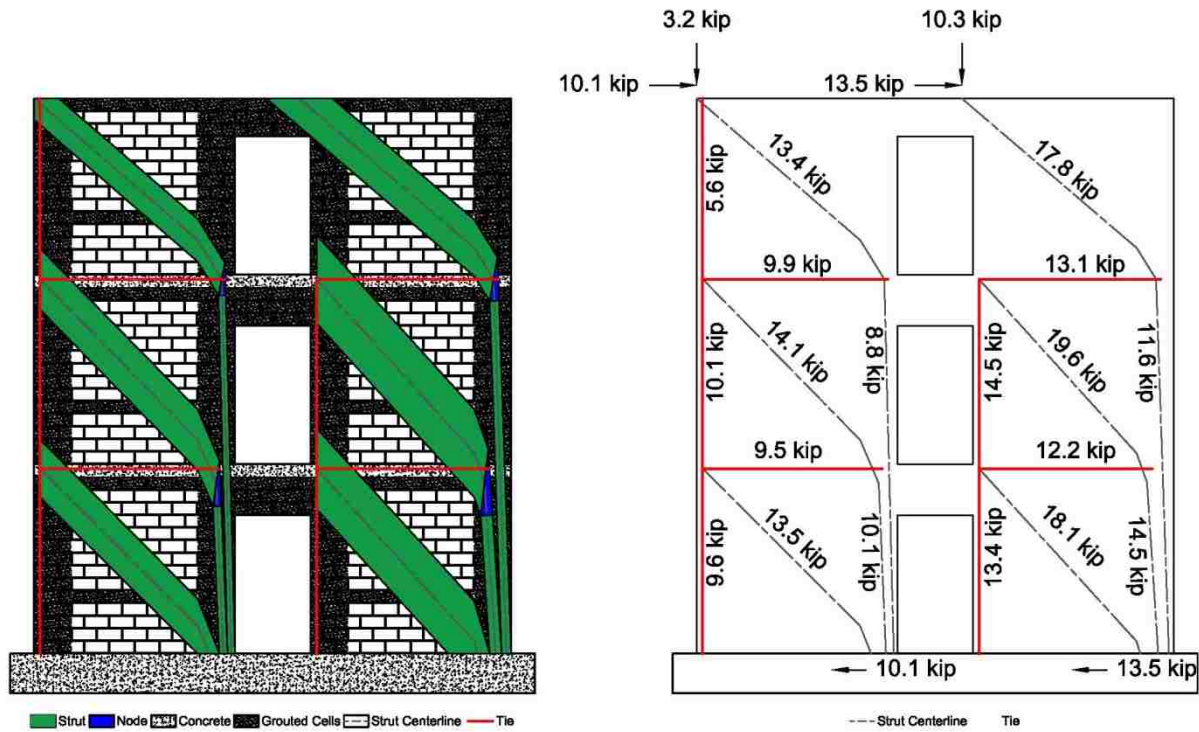 3.2 kip
10.3 kip
10.1 kip
13.5 kip
5.6 kip
13.4 kip
17.8 kip
9.9 kip
13.1 kip
10.1 kip
14.1 kip
8.8 kip
14.5 kip
19.6 kip
11.6 kip
9.5 kip
12.2 kip
9.6 kip
13.5 kip
10.1 kip
13.4 kip
18.1 kip
14.5 kip
10.1 kip
13.5 kip
Strut Node Concrete Grouted Cells Strut Centerline Tie
Strut Centerline Tie